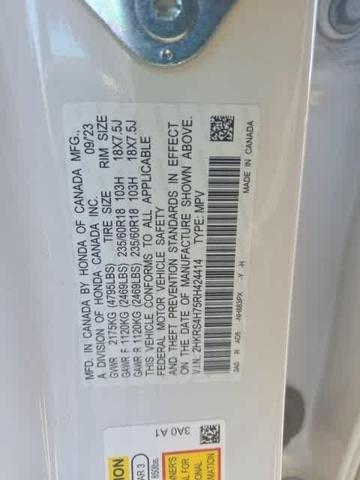 MFD. IN CANADA BY HONDA OF CANADA MFG.,
A DIVISION OF HONDA CANADA INC. 09/23
TIRE SIZE RIM SIZE
GVWR 2175KG (4795LBS)
GAWR F 1120KG (2469LBS) 235/60R18 103H 18X7.5J
GAWR R 1120KG (2469LBS) 235/60R18 103H 18X7.5J
THIS VEHICLE CONFORMS TO ALL APPLICABLE
FEDERAL MOTOR VEHICLE SAFETY
AND THEFT PREVENTION STANDARDS IN EFFECT
ON THE DATE OF MANUFACTURE SHOWN ABOVE.
V.I.N.: 2HKRS4H75RH424414 TYPE: MPV
3A0 A1
MADE IN CANADA